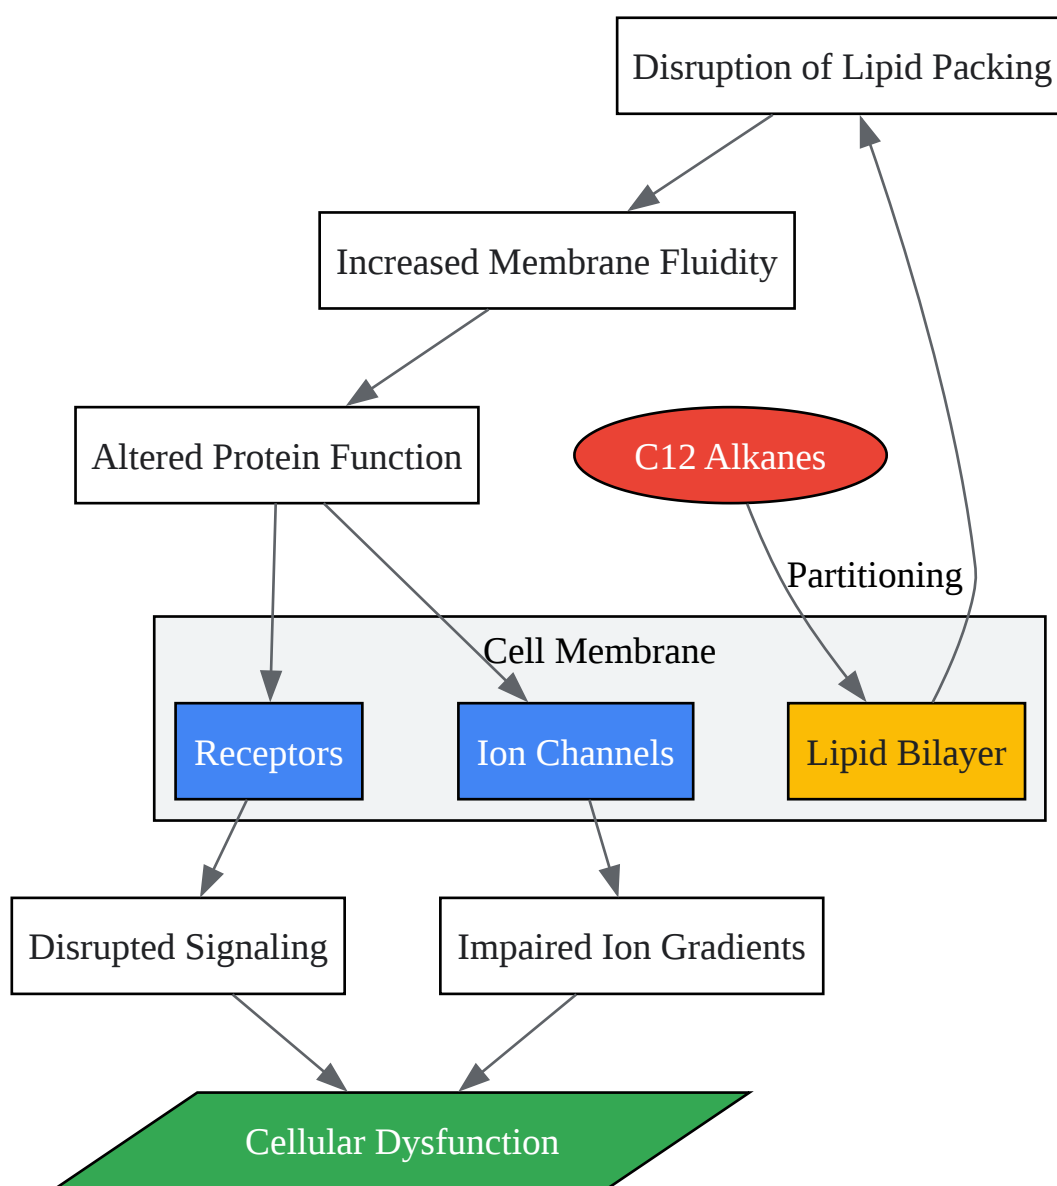 Disruption of Lipid Packing
Increased Membrane Fluidity
Altered Protein Function
C12 Alkanes
Partitioning
Cell Membrane
Receptors
Ion Channels
Lipid Bilayer
Disrupted Signaling
Impaired Ion Gradients
Cellular Dysfunction